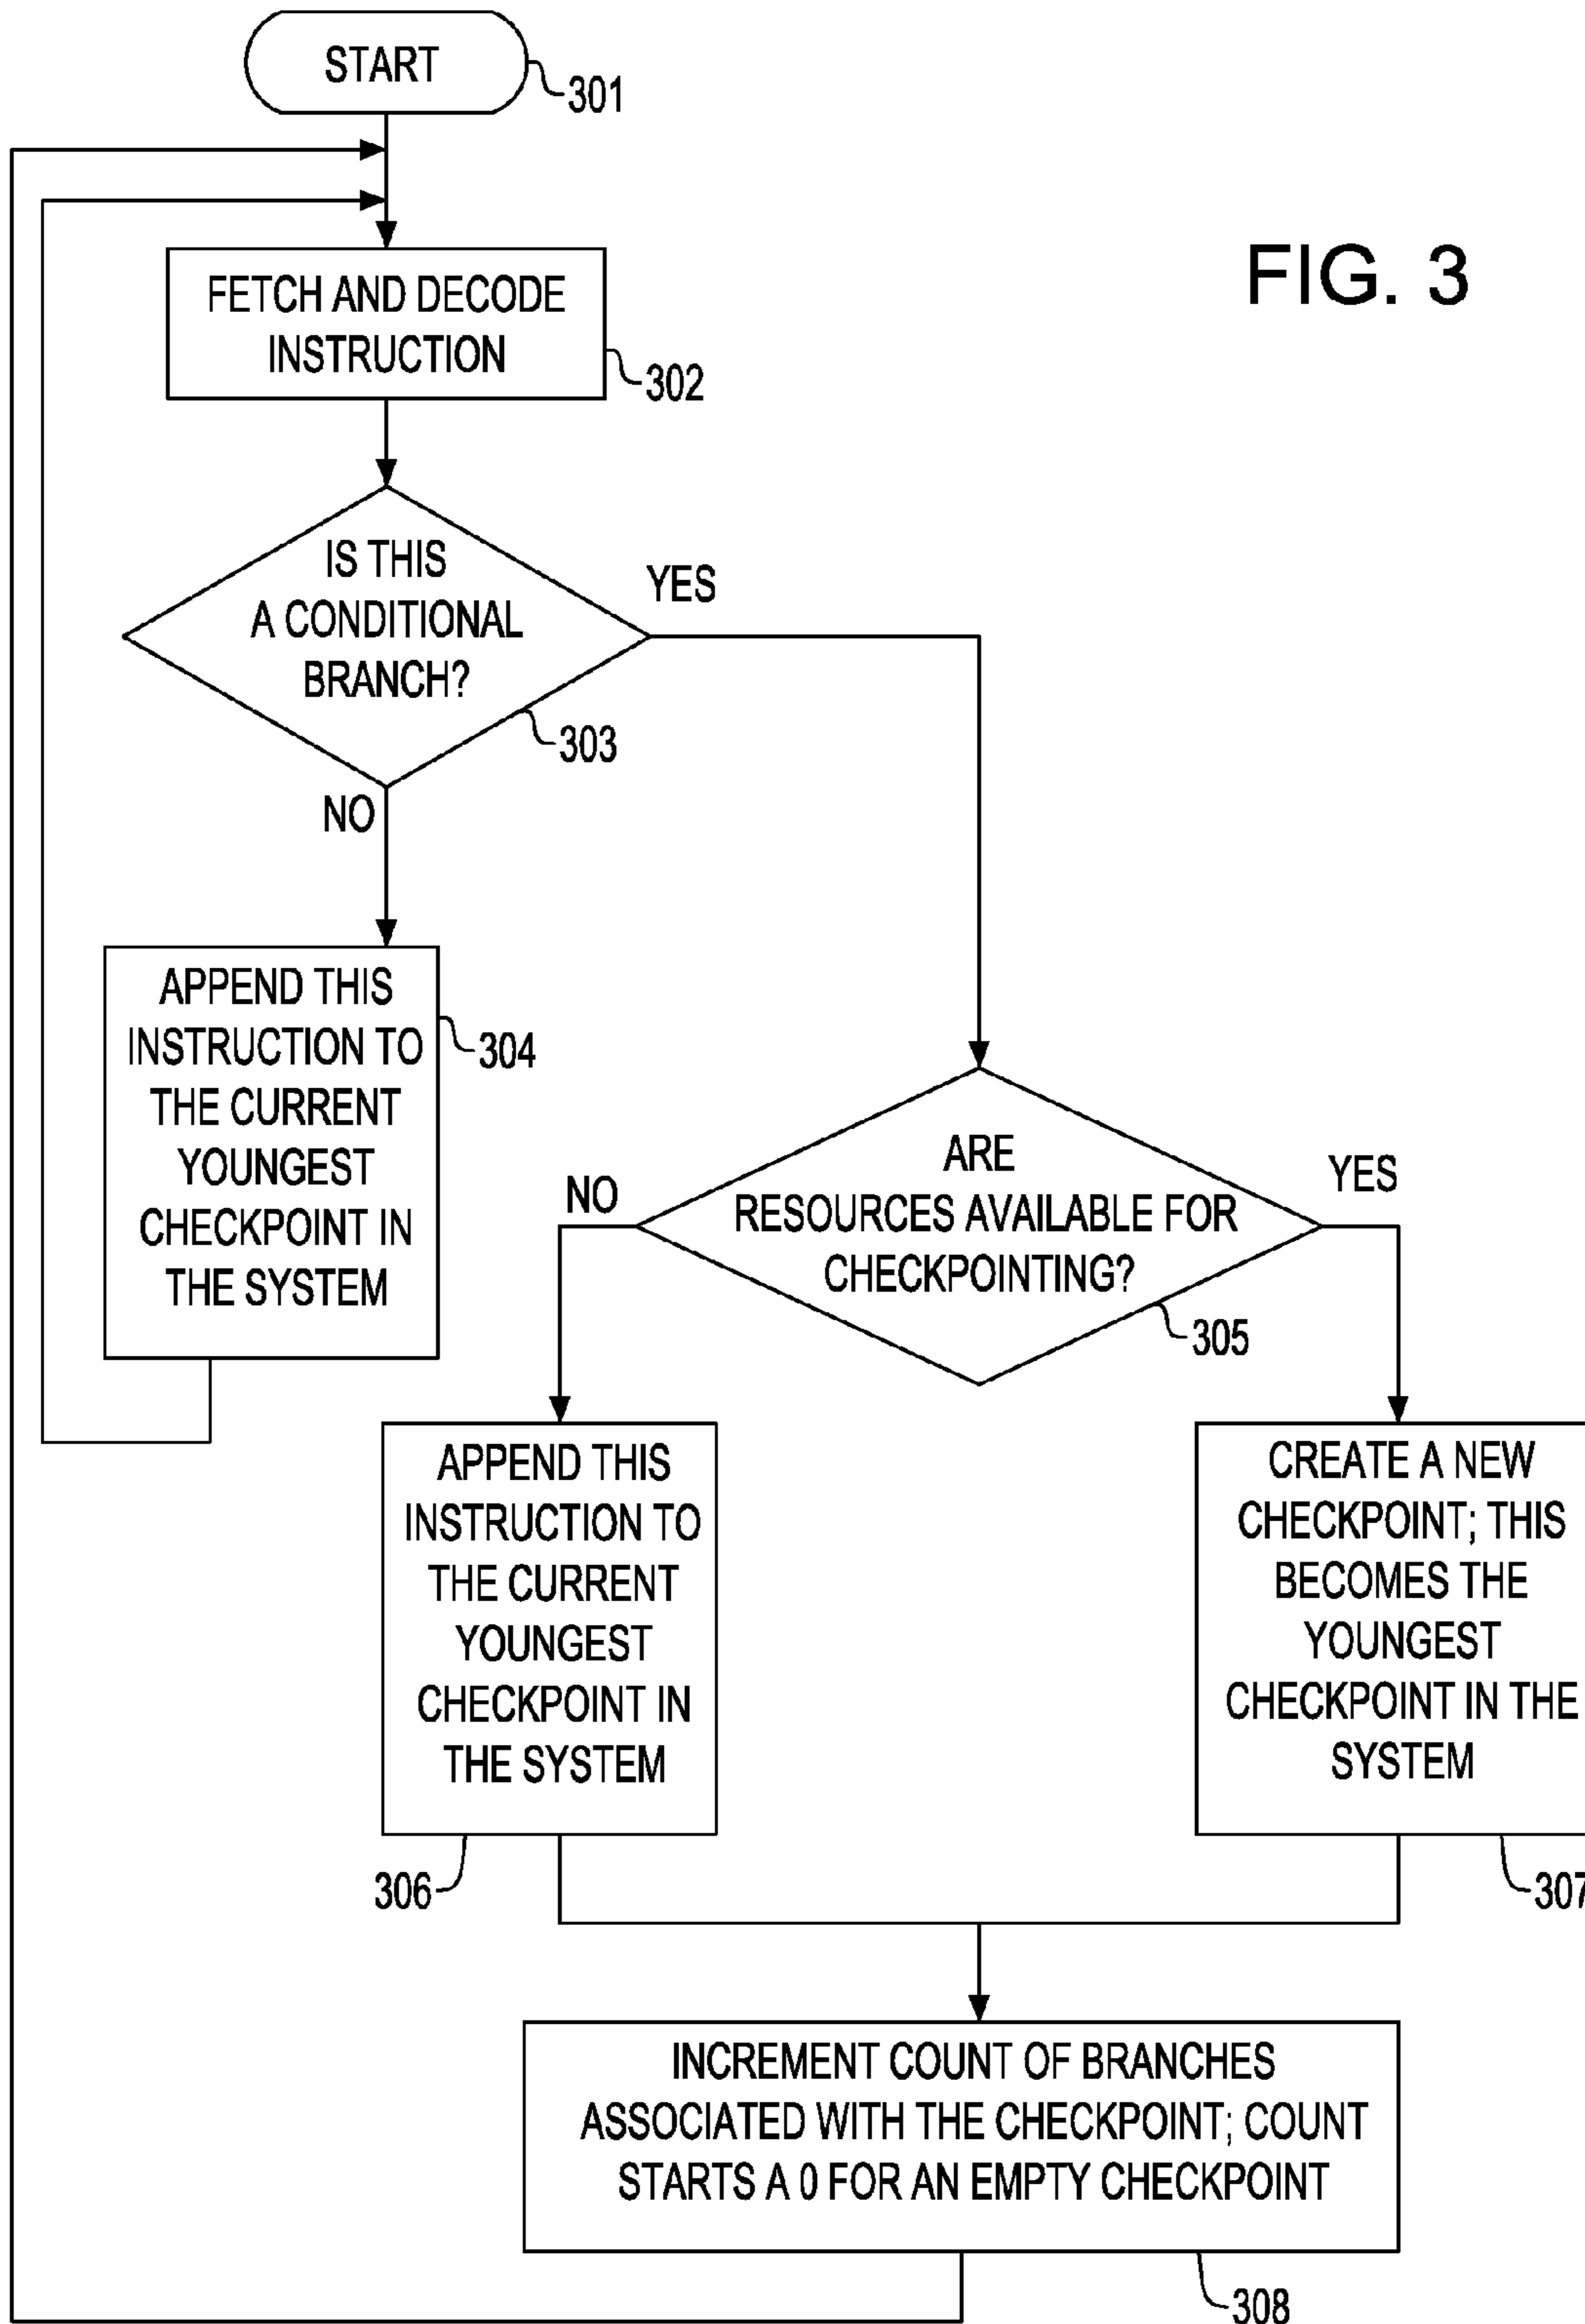 START
301
FIG. 3
FETCH AND DECODE
INSTRUCTION
302
IS THIS
A CONDITIONAL
BRANCH?
YES
303
NO
APPEND THIS
INSTRUCTION TO
THE CURRENT
YOUNGEST
CHECKPOINT IN
THE SYSTEM
304
ARE
RESOURCES AVAILABLE FOR
CHECKPOINTING?
NO
YES
305
APPEND THIS
INSTRUCTION TO
THE CURRENT
YOUNGEST
CHECKPOINT IN
THE SYSTEM
306
CREATE A NEW
CHECKPOINT; THIS
BECOMES THE
YOUNGEST
CHECKPOINT IN THE
SYSTEM
307
INCREMENT COUNT OF BRANCHES
ASSOCIATED WITH THE CHECKPOINT; COUNT
STARTS A 0 FOR AN EMPTY CHECKPOINT
308